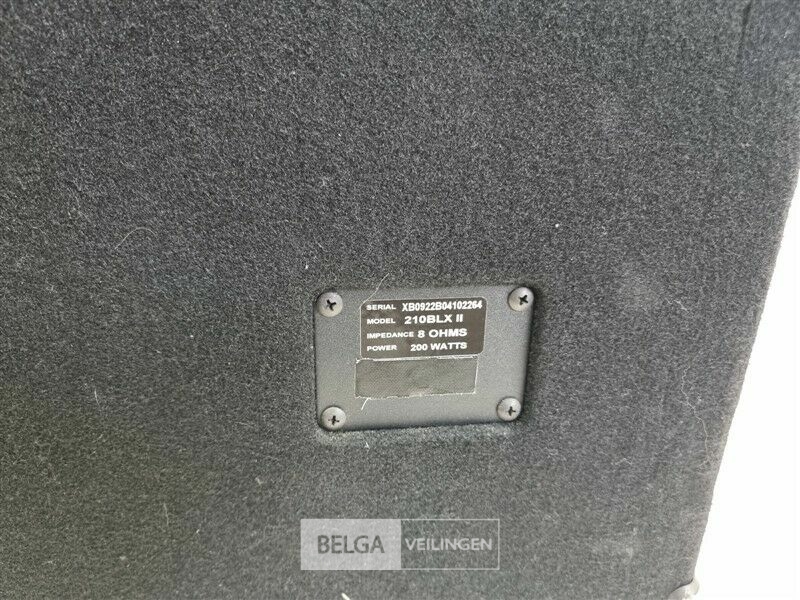 SERIAL XB0922B04102264
MODEL 210BLX II
IMPEDANCE 8 OHMS
POWER 200 WATTS
BELGA VEILINGEN